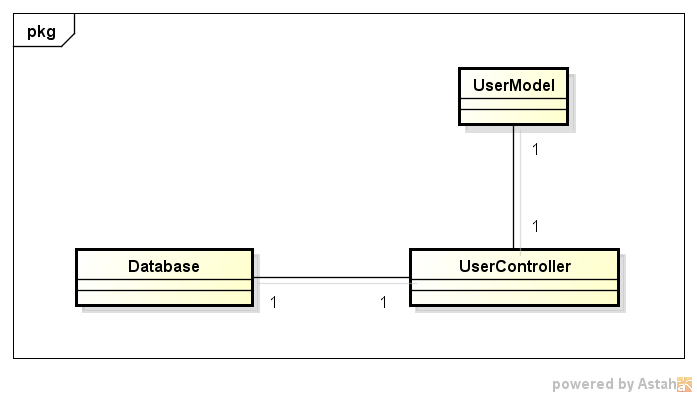 pkg
UserModel
1
1
Database
UserController
1
1
powered by Astah